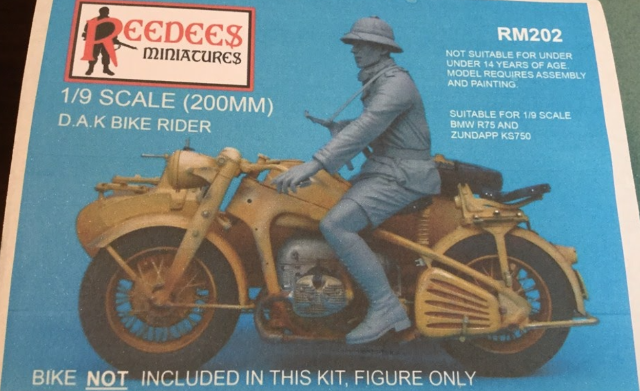 REEDEES
MINIATURES
1/9 SCALE (200MM)
D.A.K BIKE RIDER
RM202
NOT SUITABLE FOR UNDER
UNDER 14 YEARS OF AGE.
MODEL REQUIRES ASSEMBLY
AND PAINTING.
SUITABLE FOR 1/9 SCALE
BMW R75 AND
ZUNDAPP KS750
BIKE NOT INCLUDED IN THIS KIT, FIGURE ONLY